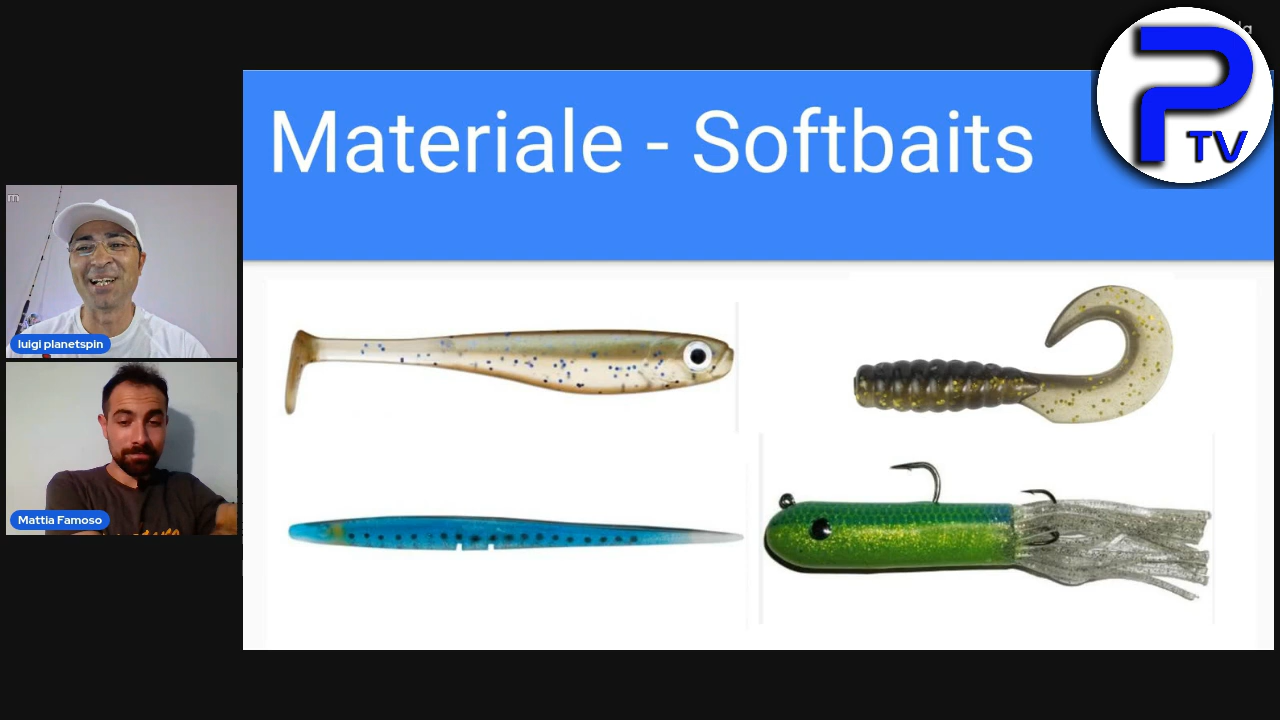 Materiale - Softbaits
P
TV
luigi planetspin
Mattia Famoso